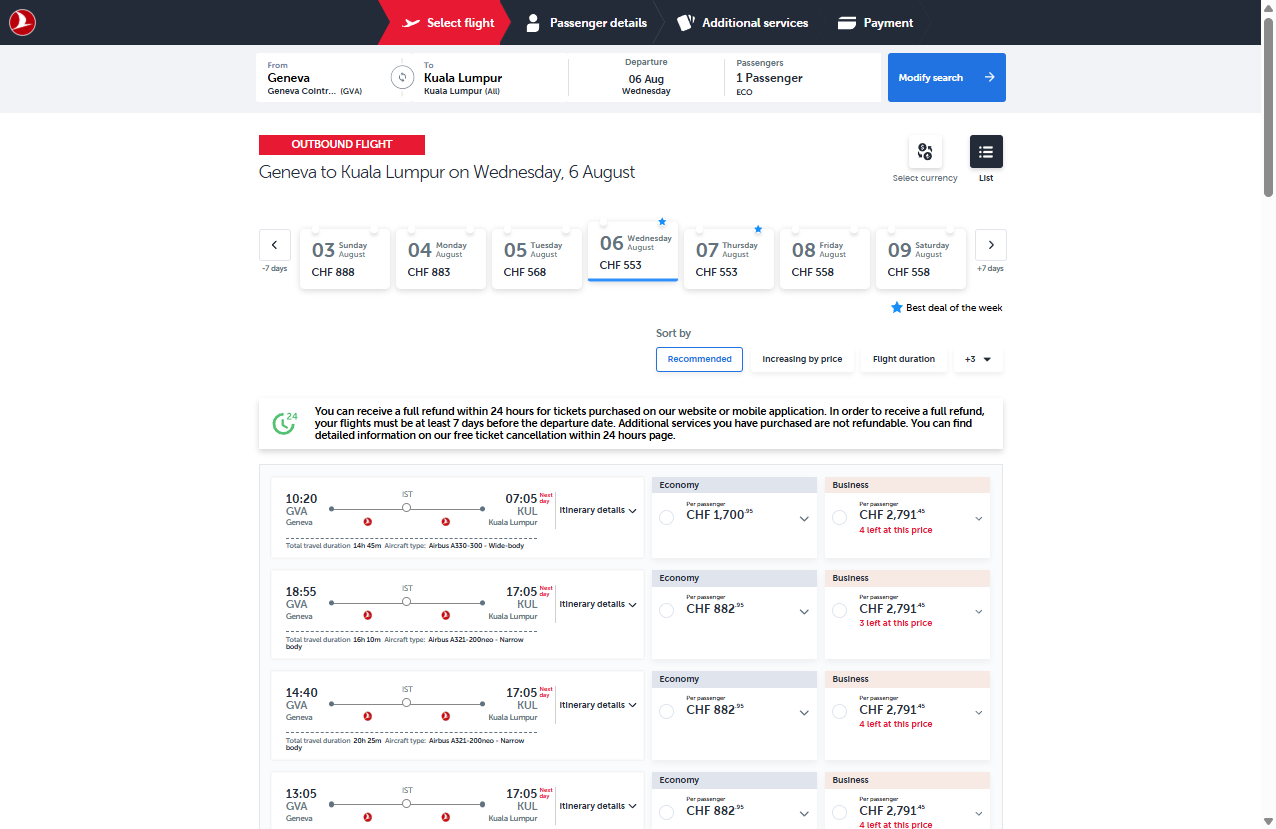 Select flight
Passenger details
Additional services
Payment
From
Geneva
Geneva Cointr... (GVA)
To
Kuala Lumpur
Kuala Lumpur (All)
Departure
06 Aug
Wednesday
Passengers
1 Passenger
ECO
Modify search
OUTBOUND FLIGHT
Geneva to Kuala Lumpur on Wednesday, 6 August
Select currency
List
-7 days
03 Sunday August
CHF 888
04 Monday August
CHF 883
05 Tuesday August
CHF 568
06 Wednesday August
CHF 553
07 Thursday August
CHF 553
08 Friday August
CHF 558
09 Saturday August
CHF 558
+7 days
Best deal of the week
Sort by
Recommended
Increasing by price
Flight duration
+3
24
You can receive a full refund within 24 hours for tickets purchased on our website or mobile application. In order to receive a full refund,
your flights must be at least 7 days before the departure date. Additional services you have purchased are not refundable. You can find
detailed information on our free ticket cancellation within 24 hours page.
10:20
GVA
Geneva
IST
07:05 Next day
KUL
Kuala Lumpur
Itinerary details
Total travel duration 14h 45m Aircraft type: Airbus A330-300 - Wide-body
Economy
Per passenger
CHF 1,700.95
Business
Per passenger
CHF 2,791.45
4 left at this price
18:55
GVA
Geneva
IST
17:05 Next day
KUL
Kuala Lumpur
Itinerary details
Total travel duration 16h 10m Aircraft type: Airbus A321-200neo - Narrow
body
Economy
Per passenger
CHF 882.95
Business
Per passenger
CHF 2,791.45
3 left at this price
14:40
GVA
Geneva
IST
17:05 Next day
KUL
Kuala Lumpur
Itinerary details
Total travel duration 20h 25m Aircraft type: Airbus A321-200neo - Narrow
body
Economy
Per passenger
CHF 882.95
Business
Per passenger
CHF 2,791.45
4 left at this price
13:05
GVA
Geneva
IST
17:05 Next day
KUL
Kuala Lumpur
Itinerary details
Economy
Per passenger
CHF 882.95
Business
Per passenger
CHF 2,791.45
4 left at this price